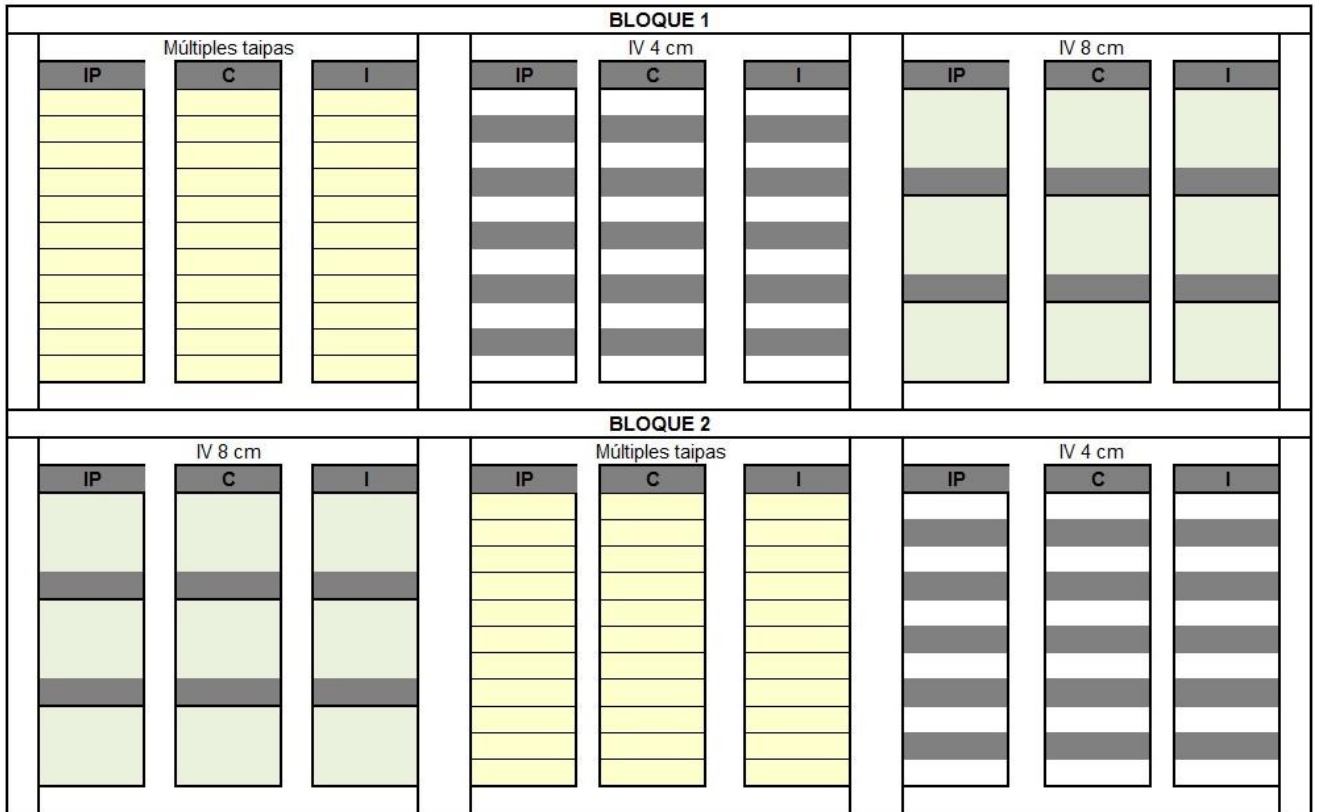 BLOQUE 1
Múltiples taipas IV 4 cm IV 8 cm
IP C I IP C I IP C I
BLOQUE 2
IV 8 cm Múltiples taipas IV 4 cm
IP C I IP C I IP C I